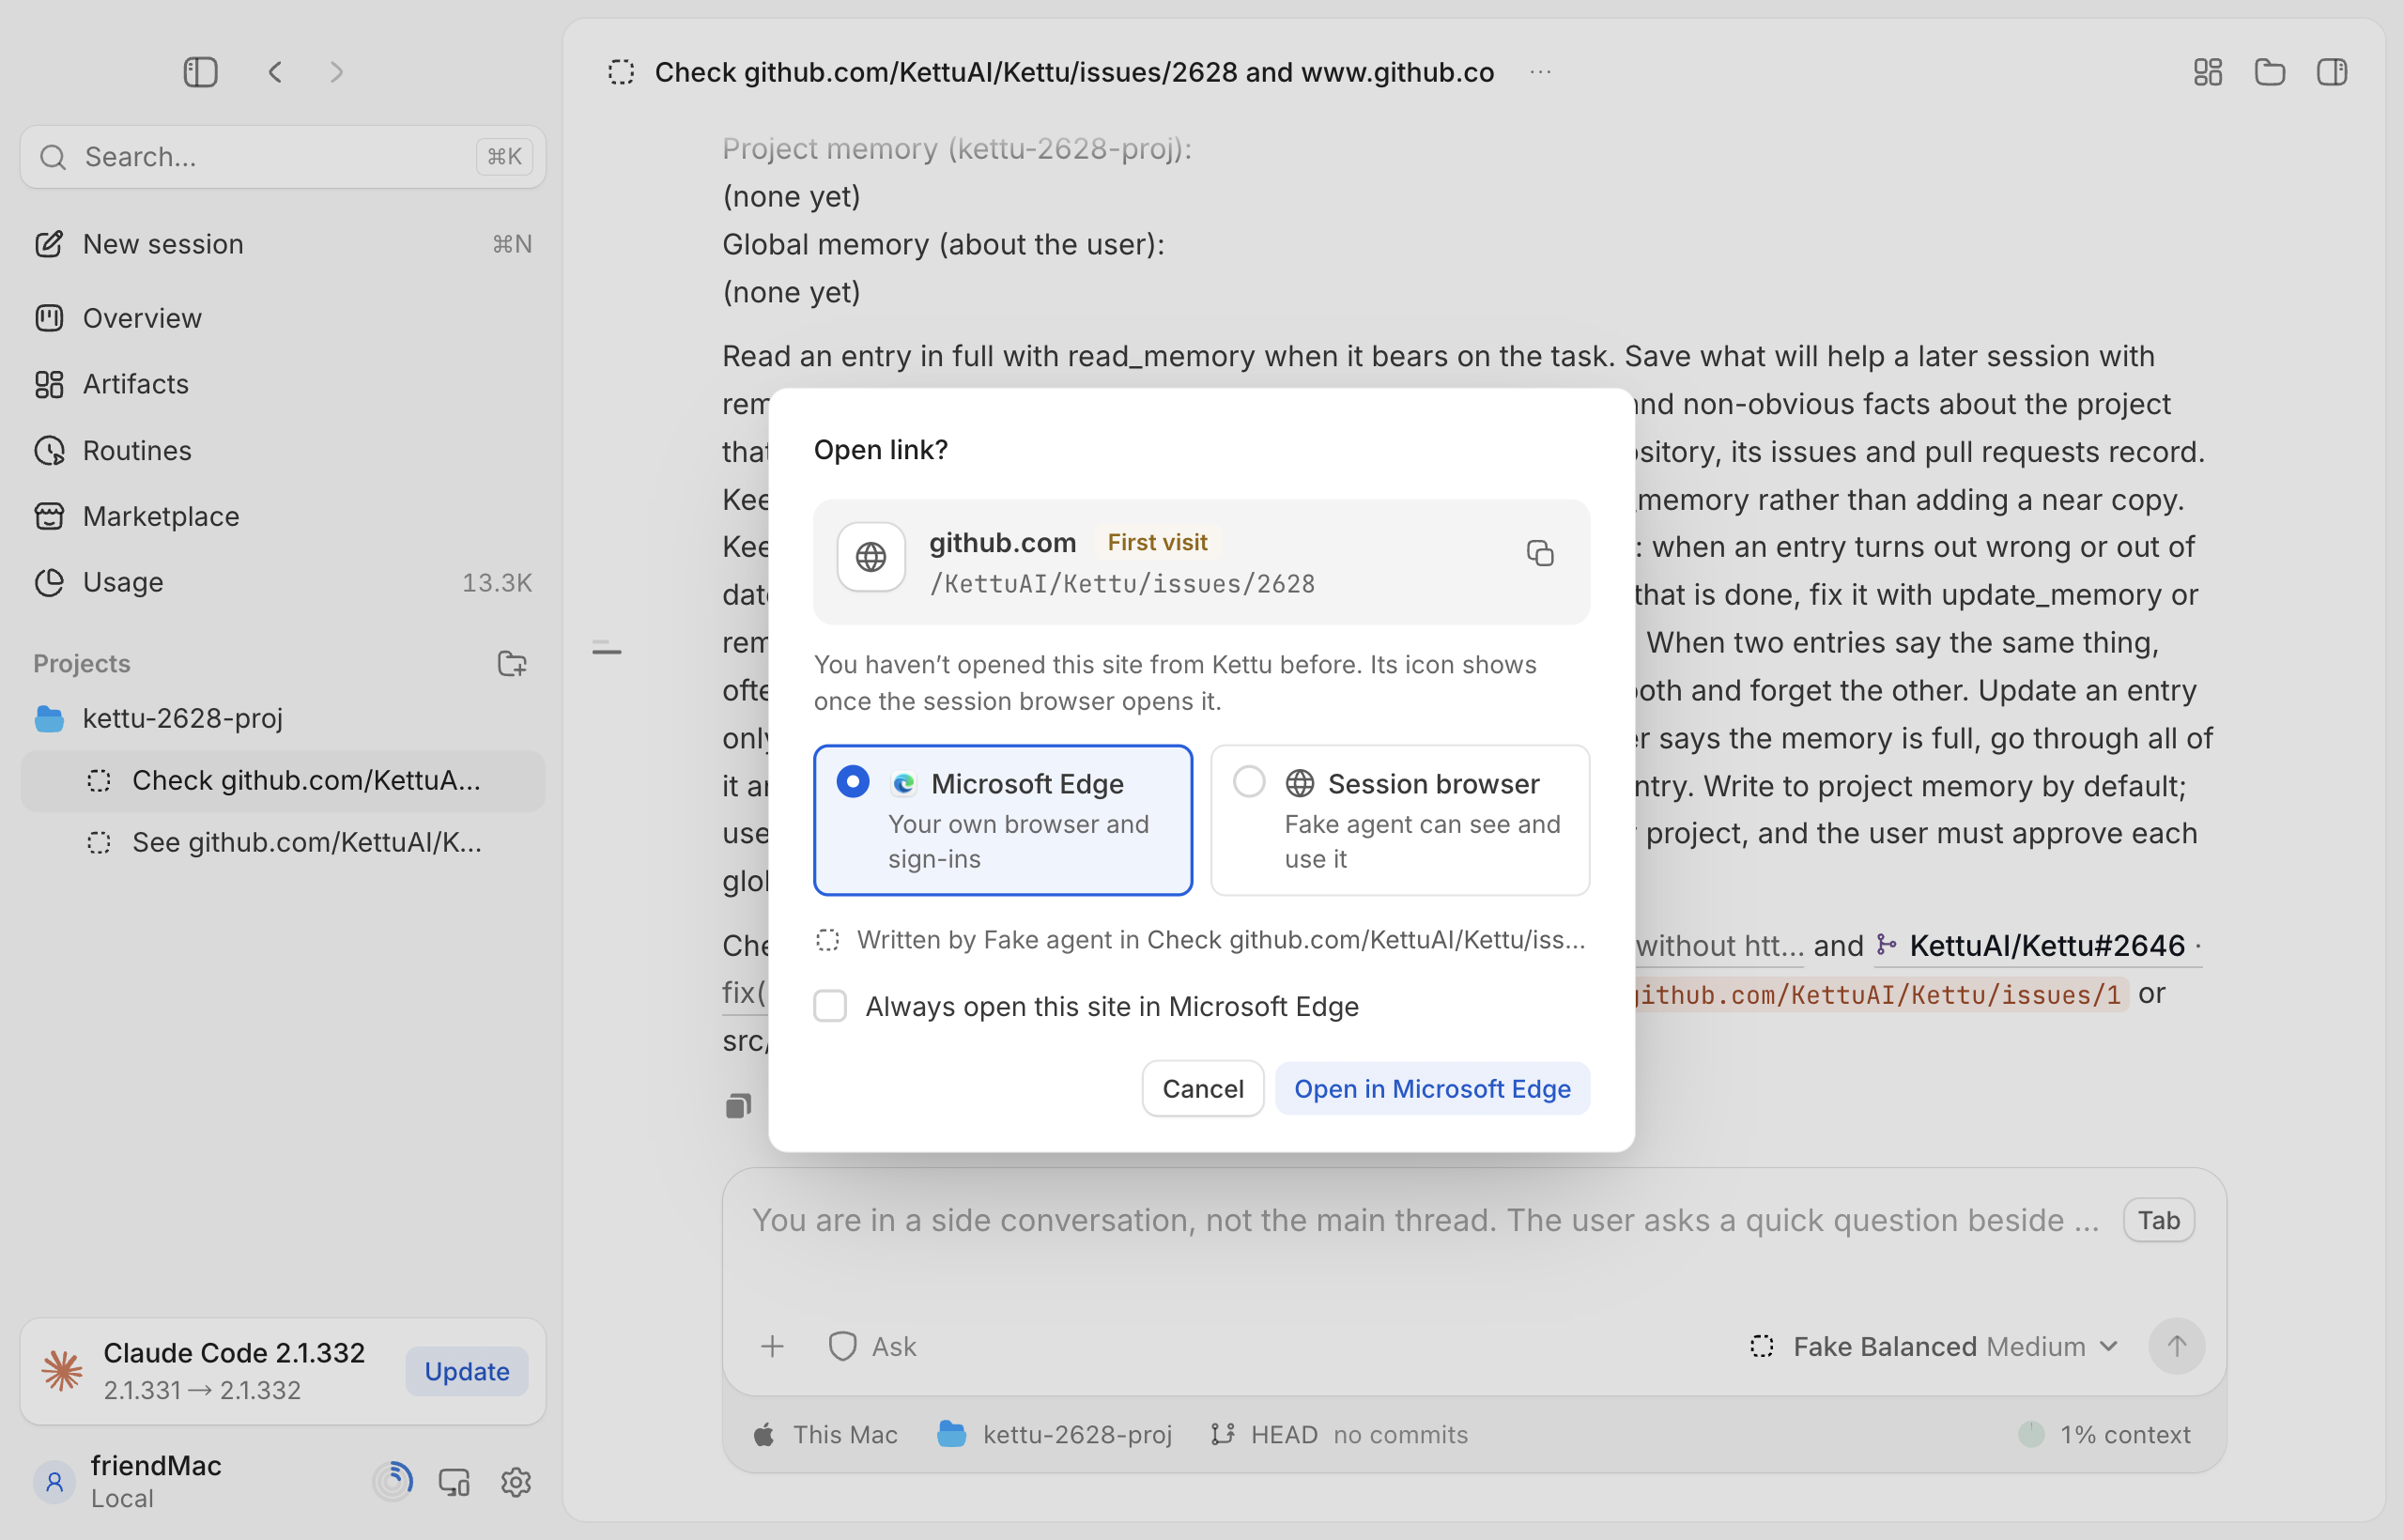 Check github.com/KettuAI/Kettu/issues/2628 and www.github.co
Search...
⌘K
New session
⌘N
Overview
Artifacts
Routines
Marketplace
Usage
13.3K
Projects
kettu-2628-proj
Check github.com/KettuA...
See github.com/KettuAI/K...
Claude Code 2.1.332
2.1.331 → 2.1.332
Update
friendMac
Local
Project memory (kettu-2628-proj):
(none yet)
Global memory (about the user):
(none yet)
Read an entry in full with read_memory when it bears on the task. Save what will help a later session with
and non-obvious facts about the project
that
its issues and pull requests record.
memory rather than adding a near copy.
: when an entry turns out wrong or out of
that is done, fix it with update_memory or
When two entries say the same thing,
and forget the other. Update an entry
says the memory is full, go through all of
it
Write to project memory by default;
use
project, and the user must approve each
without htt... and KettuAI/Kettu#2646 ·
fix(
github.com/KettuAI/Kettu/issues/1 or
src/
Open link?
github.com
First visit
/KettuAI/Kettu/issues/2628
You haven’t opened this site from Kettu before. Its icon shows
once the session browser opens it.
Microsoft Edge
Your own browser and
sign-ins
Session browser
Fake agent can see and
use it
Written by Fake agent in Check github.com/KettuAI/Kettu/iss...
Always open this site in Microsoft Edge
Cancel
Open in Microsoft Edge
You are in a side conversation, not the main thread. The user asks a quick question beside ...
Tab
Ask
Fake Balanced Medium
This Mac
kettu-2628-proj
HEAD no commits
1% context